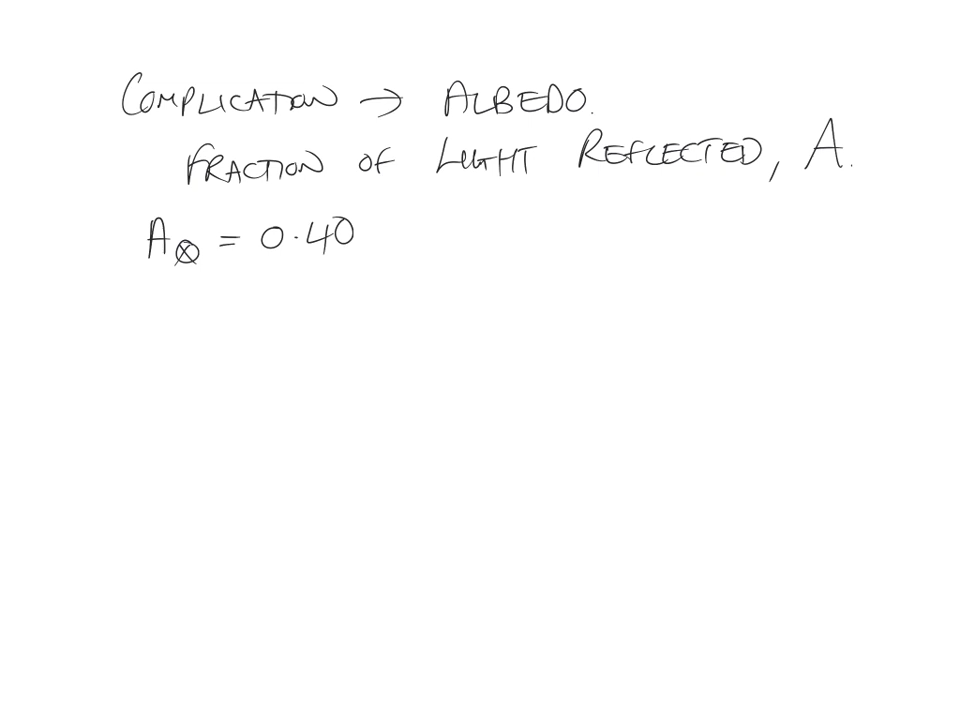 COMPLICATION → ALBEDO.
FRACTION OF LIGHT REFLECTED, A.
A⊗ = 0.40